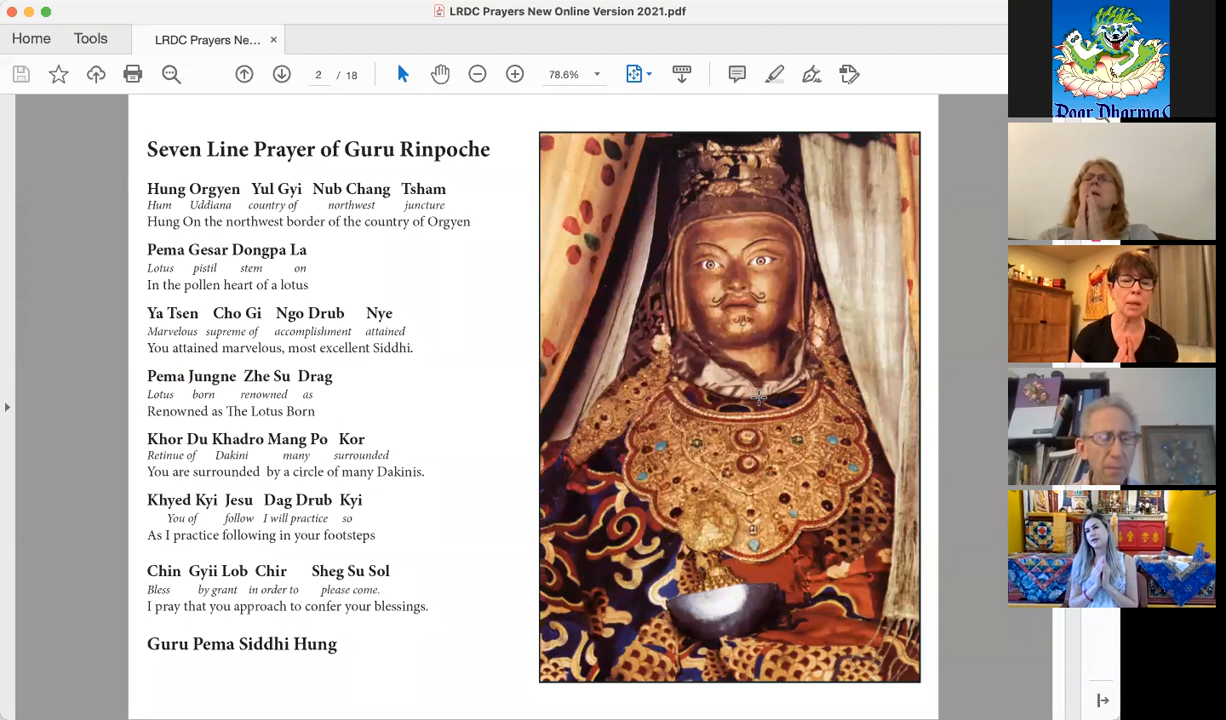 LRDC Prayers New Online Version 2021.pdf
Home Tools LRDC Prayers Ne... ×
2 / 18 78.6%
Seven Line Prayer of Guru Rinpoche
Hung Orgyen Yul Gyi Nub Chang Tsham
Hum Uddiana country of northwest juncture
Hung On the northwest border of the country of Orgyen
Pema Gesar Dongpa La
Lotus pistil stem on
In the pollen heart of a lotus
Ya Tsen Cho Gi Ngo Drub Nye
Marvelous supreme of accomplishment attained
You attained marvelous, most excellent Siddhi.
Pema Jungne Zhe Su Drag
Lotus born renowned as
Renowned as The Lotus Born
Khor Du Khadro Mang Po Kor
Retinue of Dakini many surrounded
You are surrounded by a circle of many Dakinis.
Khyed Kyi Jesu Dag Drub Kyi
You of follow I will practice so
As I practice following in your footsteps
Chin Gyii Lob Chir Sheg Su Sol
Bless by grant in order to please come.
I pray that you approach to confer your blessings.
Guru Pema Siddhi Hung
Roar Dharma